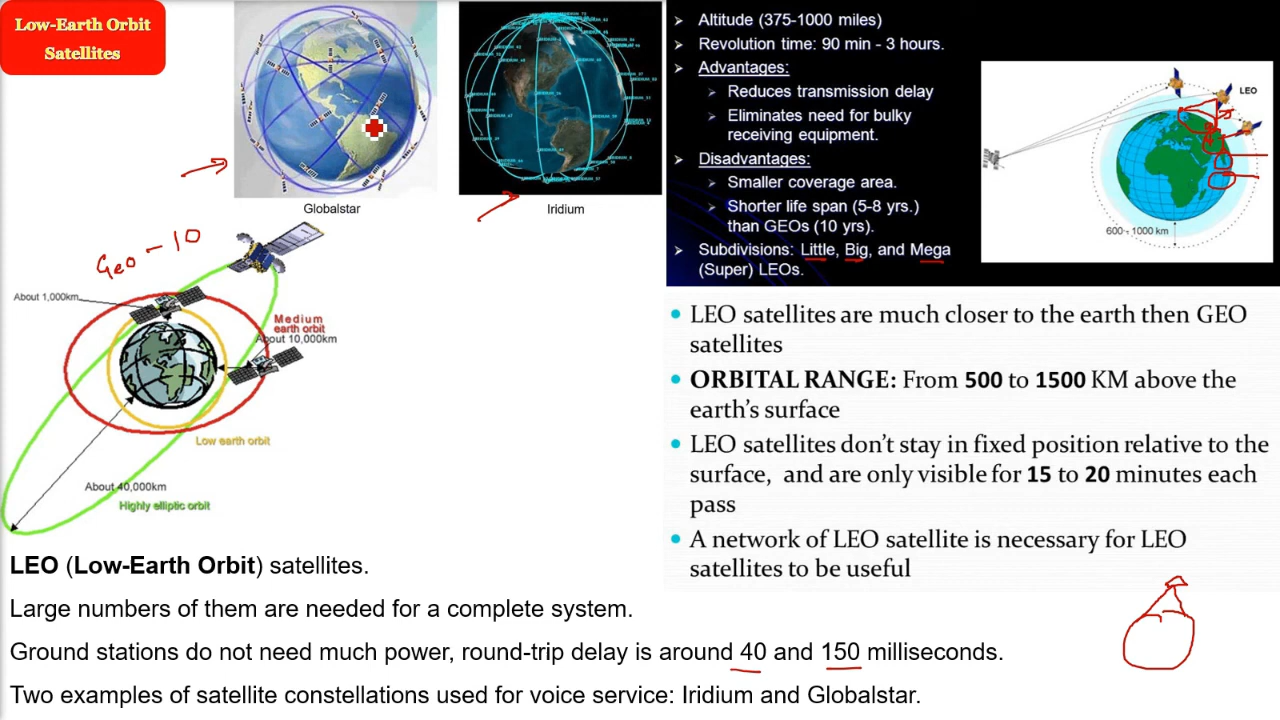 Low-Earth Orbit
Satellites
Globalstar
Iridium
Altitude (375-1000 miles)
Revolution time: 90 min - 3 hours.
Advantages:
Reduces transmission delay
Eliminates need for bulky
receiving equipment.
Disadvantages:
Smaller coverage area.
Shorter life span (5-8 yrs.)
than GEOs (10 yrs).
Subdivisions: Little, Big, and Mega
(Super) LEOs.
LEO
600 - 1000 km
Geo - 10
About 1,000km
Medium
earth orbit
About 10,000km
Low earth orbit
About 40,000km
Highly elliptic orbit
LEO satellites are much closer to the earth then GEO
satellites
ORBITAL RANGE: From 500 to 1500 KM above the
earth's surface
LEO satellites don't stay in fixed position relative to the
surface, and are only visible for 15 to 20 minutes each
pass
A network of LEO satellite is necessary for LEO
satellites to be useful
LEO (Low-Earth Orbit) satellites.
Large numbers of them are needed for a complete system.
Ground stations do not need much power, round-trip delay is around 40 and 150 milliseconds.
Two examples of satellite constellations used for voice service: Iridium and Globalstar.